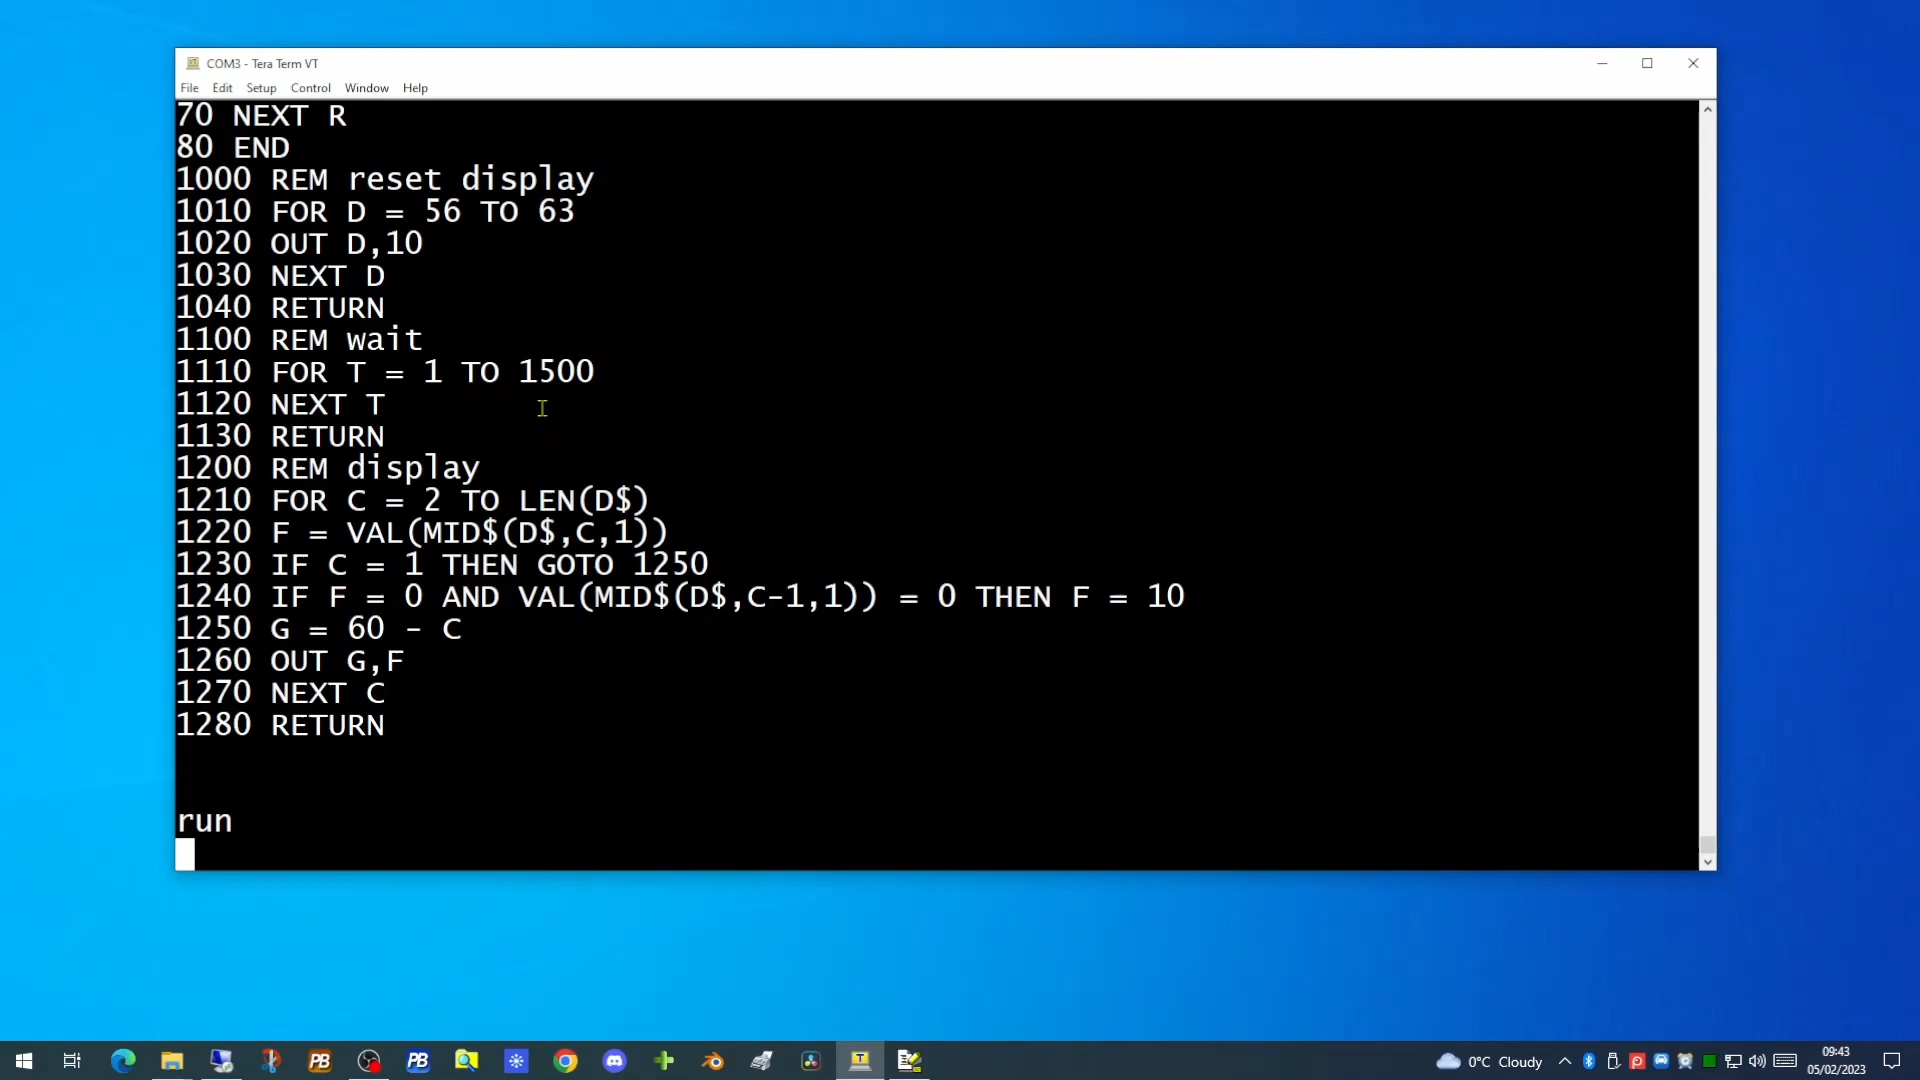 COM3 - Tera Term VT
File Edit Setup Control Window Help
70 NEXT R
80 END
1000 REM reset display
1010 FOR D = 56 TO 63
1020 OUT D,10
1030 NEXT D
1040 RETURN
1100 REM wait
1110 FOR T = 1 TO 1500
1120 NEXT T
1130 RETURN
1200 REM display
1210 FOR C = 2 TO LEN(D$)
1220 F = VAL(MID$(D$,C,1))
1230 IF C = 1 THEN GOTO 1250
1240 IF F = 0 AND VAL(MID$(D$,C-1,1)) = 0 THEN F = 10
1250 G = 60 - C
1260 OUT G,F
1270 NEXT C
1280 RETURN
run
PB PB T 0°C Cloudy 09:43
05/02/2023